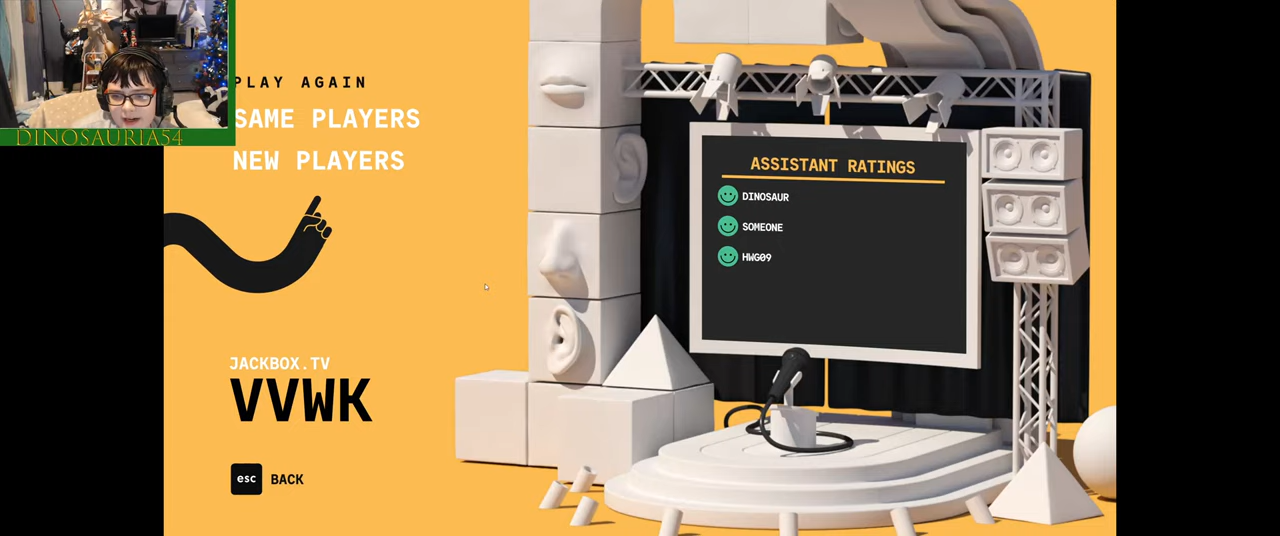 PLAY AGAIN
SAME PLAYERS
NEW PLAYERS
DINOSAURIA54
ASSISTANT RATINGS
DINOSAUR
SOMEONE
HWG09
JACKBOX.TV
VVWK
esc BACK